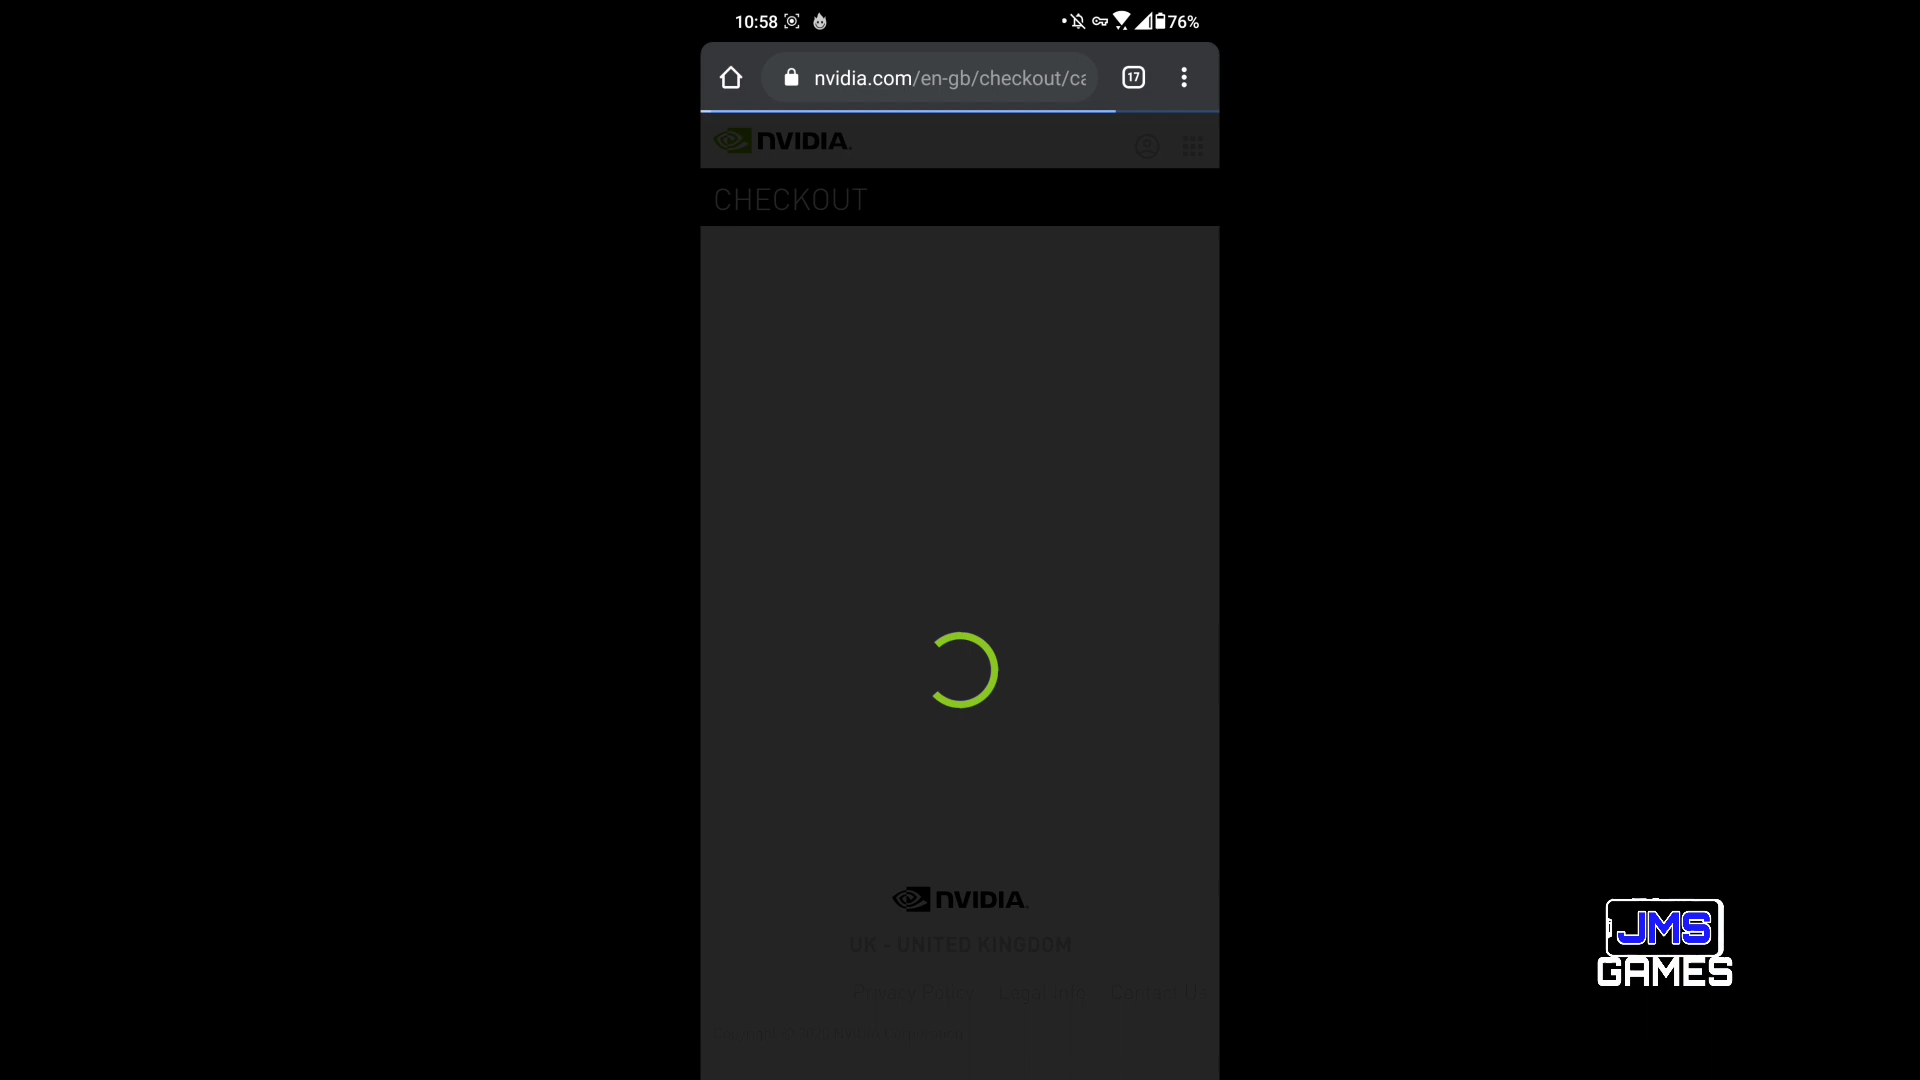 10:58
76%
nvidia.com/en-gb/checkout/ca
17
NVIDIA.
CHECKOUT
NVIDIA.
UK - UNITED KINGDOM
Privacy Policy Legal Info Contact Us
JMS
GAMES